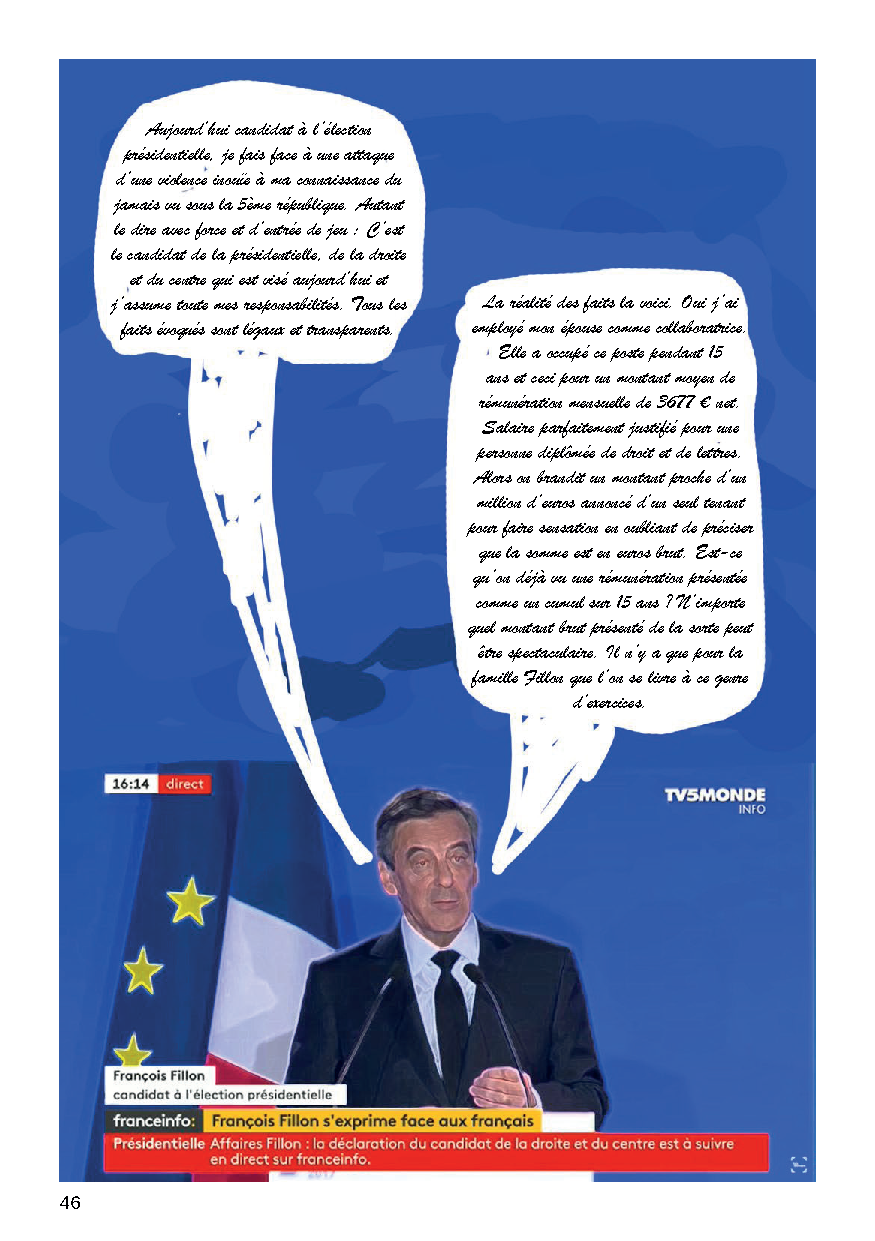 Aujourd'hui candidat à l'élection
présidentielle, je fais face à une attaque
d'une violence inouïe à ma connaissance du
jamais vu sous la 5ème république. Autant
le dire avec force et d'entrée de jeu : C'est
le candidat de la présidentielle, de la droite
et du centre qui est visé aujourd'hui et
j'assume toute mes responsabilités. Tous les
faits évoqués sont légaux et transparents.
La réalité des faits la voici. Oui j'ai
employé mon épouse comme collaboratrice.
Elle a occupé ce poste pendant 15
ans et ceci pour un montant moyen de
rémunération mensuelle de 3677 € net.
Salaire parfaitement justifié pour une
personne diplômée de droit et de lettres.
Alors on brandit un montant proche d'un
million d'euros annoncé d'un seul tenant
pour faire sensation en oubliant de préciser
que la somme est en euros brut. Est-ce
qu'on déjà vu une rémunération présentée
comme un cumul sur 15 ans ? N'importe
quel montant brut présenté de la sorte peut
être spectaculaire. Il n'y a que pour la
famille Fillon que l'on se livre à ce genre
d'exercices.
16:14 direct
TV5MONDE
INFO
François Fillon
candidat à l'élection présidentielle
franceinfo: François Fillon s'exprime face aux français
Présidentielle Affaires Fillon : la déclaration du candidat de la droite et du centre est à suivre
en direct sur franceinfo.
2017
46